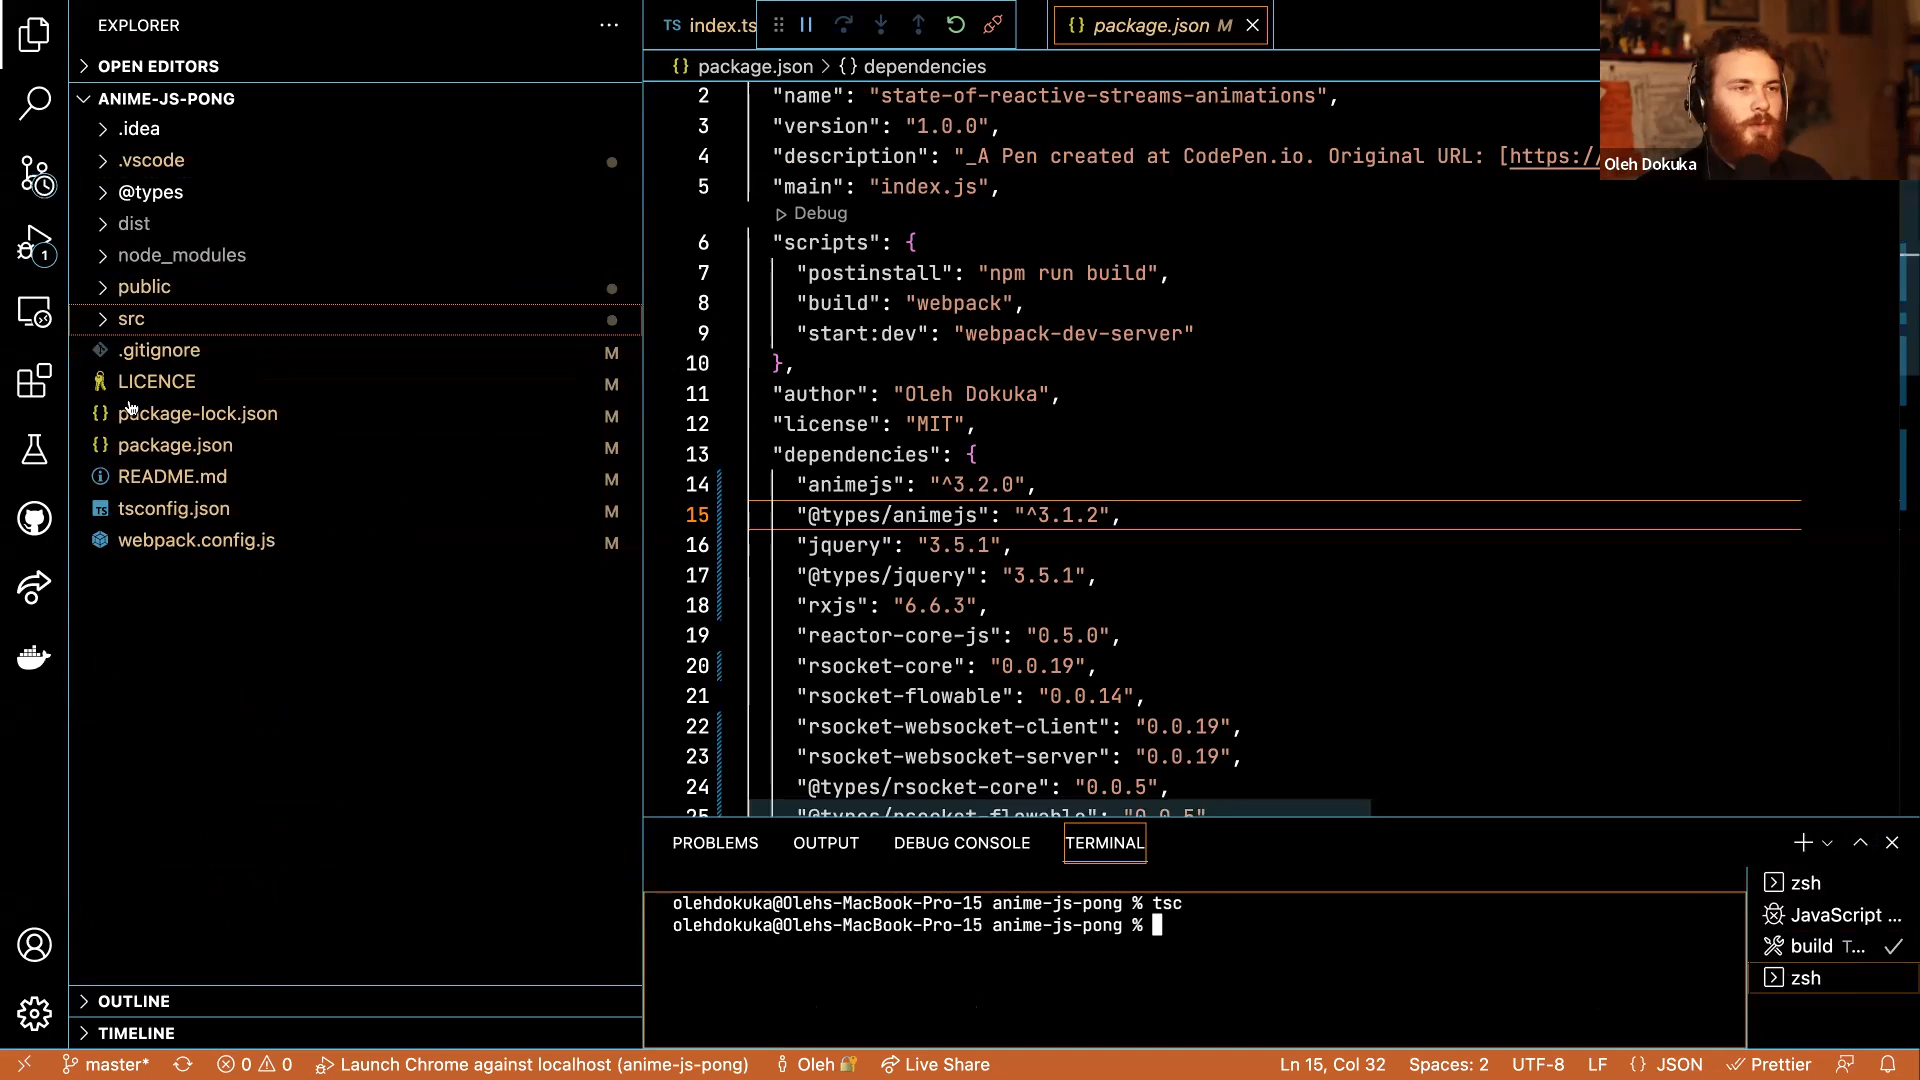 EXPLORER
OPEN EDITORS
ANIME-JS-PONG
.idea
.vscode
@types
dist
node_modules
public
src
.gitignore M
LICENCE M
package-lock.json M
package.json M
README.md M
tsconfig.json M
webpack.config.js M
OUTLINE
TIMELINE
1
TS index.ts
{} package.json M
{} package.json > {} dependencies
2 "name": "state-of-reactive-streams-animations",
3 "version": "1.0.0",
4 "description": "_A Pen created at CodePen.io. Original URL: [https:/
5 "main": "index.js",
Debug
6 "scripts": {
7 "postinstall": "npm run build",
8 "build": "webpack",
9 "start:dev": "webpack-dev-server"
10 },
11 "author": "Oleh Dokuka",
12 "license": "MIT",
13 "dependencies": {
14 "animejs": "^3.2.0",
15 "@types/animejs": "^3.1.2",
16 "jquery": "3.5.1",
17 "@types/jquery": "3.5.1",
18 "rxjs": "6.6.3",
19 "reactor-core-js": "0.5.0",
20 "rsocket-core": "0.0.19",
21 "rsocket-flowable": "0.0.14",
22 "rsocket-websocket-client": "0.0.19",
23 "rsocket-websocket-server": "0.0.19",
24 "@types/rsocket-core": "0.0.5",
25 "@types/rsocket-flowable": "0.0.5"
Oleh Dokuka
PROBLEMS OUTPUT DEBUG CONSOLE TERMINAL
olehdokuka@Olehs-MacBook-Pro-15 anime-js-pong % tsc
olehdokuka@Olehs-MacBook-Pro-15 anime-js-pong %
zsh
JavaScript ...
build T...
zsh
master* 0 0 Launch Chrome against localhost (anime-js-pong) Oleh Live Share Ln 15, Col 32 Spaces: 2 UTF-8 LF {} JSON Prettier